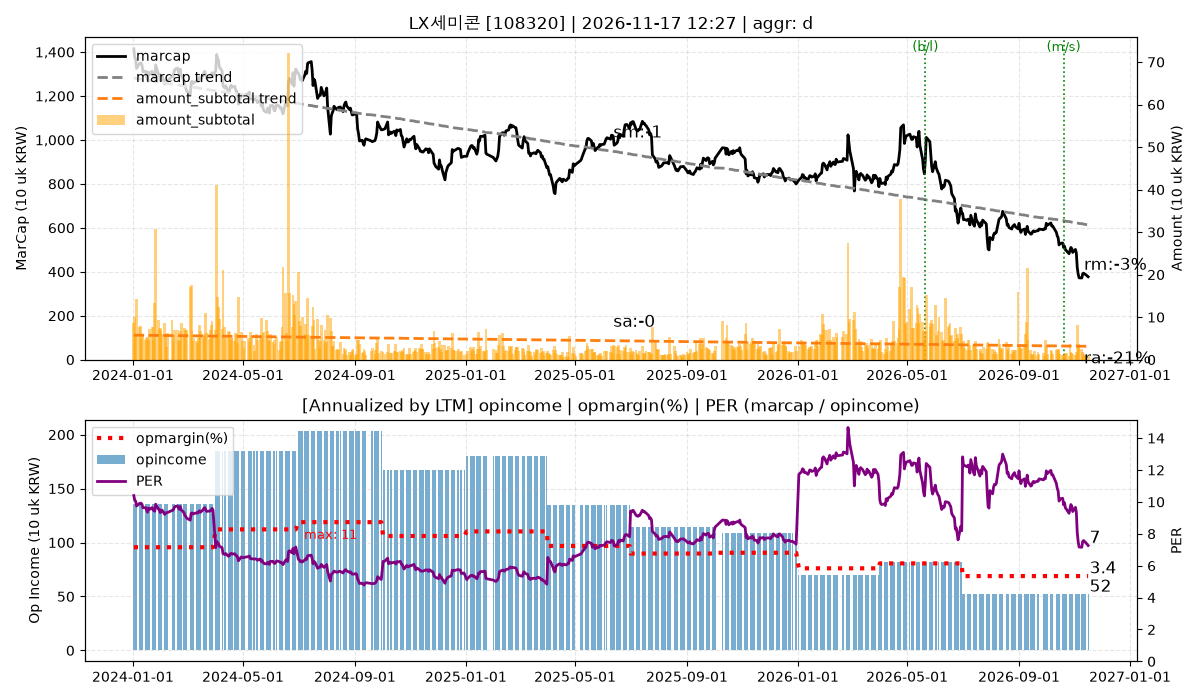 LX세미콘 [108320] | 2026-11-17 12:27 | aggr: d
(b/l)
(m/s)
marcap
marcap trend
amount_subtotal trend
amount_subtotal
MarCap (10 uk KRW)
1,400
1,200
1,000
800
600
400
200
0
Amount (10 uk KRW)
70
60
50
40
30
20
10
0
sm:-1
sa:-0
rm:-3%
ra:-21%
2024-01-01
2024-05-01
2024-09-01
2025-01-01
2025-05-01
2025-09-01
2026-01-01
2026-05-01
2026-09-01
2027-01-01
[Annualized by LTM] opincome | opmargin(%) | PER (marcap / opincome)
opmargin(%)
opincome
PER
Op Income (10 uk KRW)
200
150
100
50
0
PER
14
12
10
8
6
4
2
0
max: 11
7
3.4
52
2024-01-01
2024-05-01
2024-09-01
2025-01-01
2025-05-01
2025-09-01
2026-01-01
2026-05-01
2026-09-01
2027-01-01